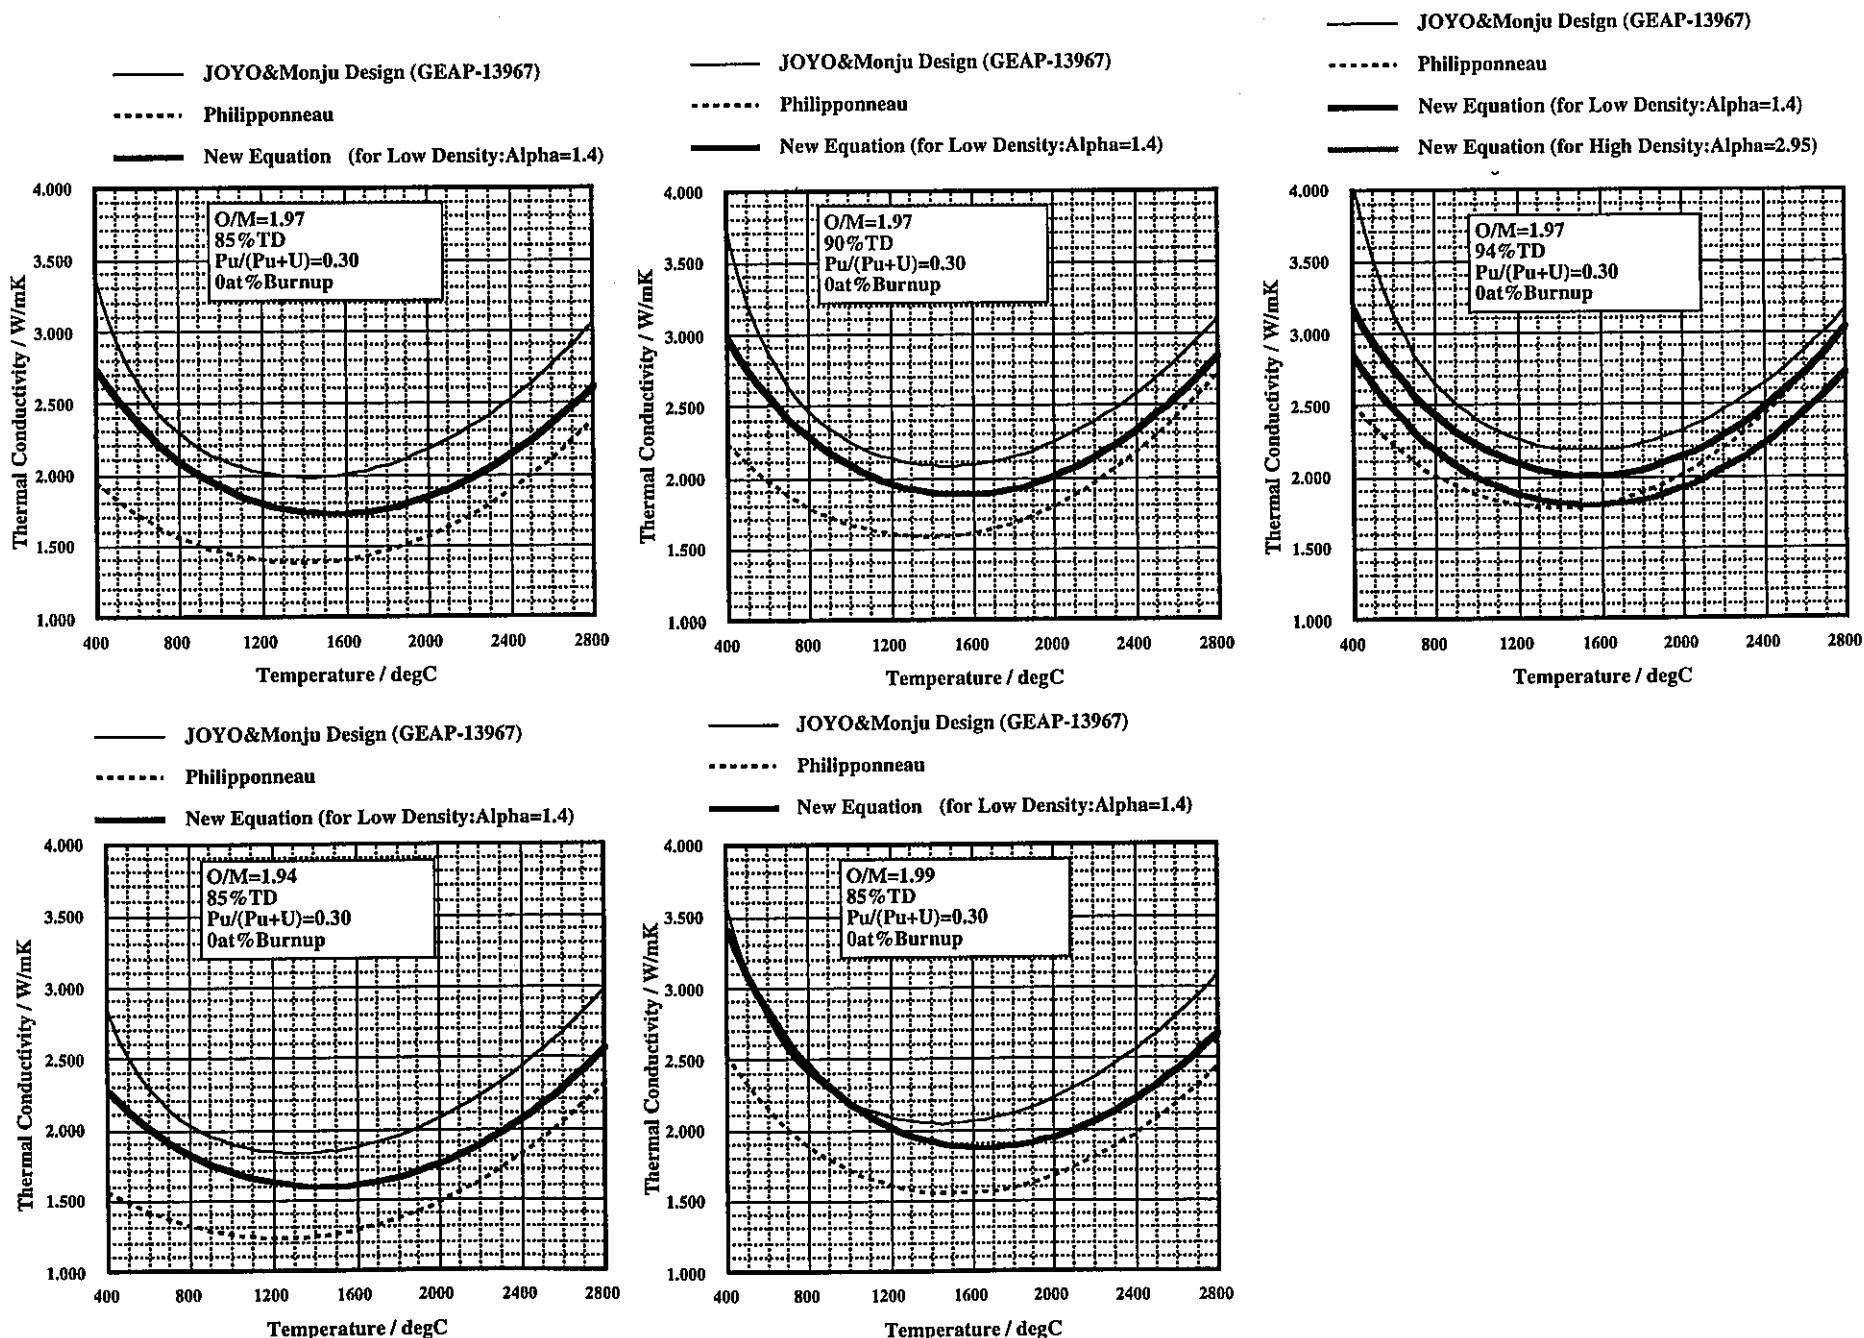 JOYO&Monju Design (GEAP-13967)
Philipponneau
New Equation (for Low Density:Alpha=1.4)
4.000
3.500
3.000
2.500
2.000
1.500
1.000
Thermal Conductivity / W/mK
O/M=1.97
85%TD
Pu/(Pu+U)=0.30
0at%Burnup
400 800 1200 1600 2000 2400 2800
Temperature / degC
JOYO&Monju Design (GEAP-13967)
Philipponneau
New Equation (for Low Density:Alpha=1.4)
4.000
3.500
3.000
2.500
2.000
1.500
1.000
Thermal Conductivity / W/mK
O/M=1.97
90%TD
Pu/(Pu+U)=0.30
0at%Burnup
400 800 1200 1600 2000 2400 2800
Temperature / degC
JOYO&Monju Design (GEAP-13967)
Philipponneau
New Equation (for Low Density:Alpha=1.4)
New Equation (for High Density:Alpha=2.95)
4.000
3.500
3.000
2.500
2.000
1.500
1.000
Thermal Conductivity / W/mK
O/M=1.97
94%TD
Pu/(Pu+U)=0.30
0at%Burnup
400 800 1200 1600 2000 2400 2800
Temperature / degC
JOYO&Monju Design (GEAP-13967)
Philipponneau
New Equation (for Low Density:Alpha=1.4)
4.000
3.500
3.000
2.500
2.000
1.500
1.000
Thermal Conductivity / W/mK
O/M=1.94
85%TD
Pu/(Pu+U)=0.30
0at%Burnup
400 800 1200 1600 2000 2400 2800
Temperature / degC
JOYO&Monju Design (GEAP-13967)
Philipponneau
New Equation (for Low Density:Alpha=1.4)
4.000
3.500
3.000
2.500
2.000
1.500
1.000
Thermal Conductivity / W/mK
O/M=1.99
85%TD
Pu/(Pu+U)=0.30
0at%Burnup
400 800 1200 1600 2000 2400 2800
Temperature / degC